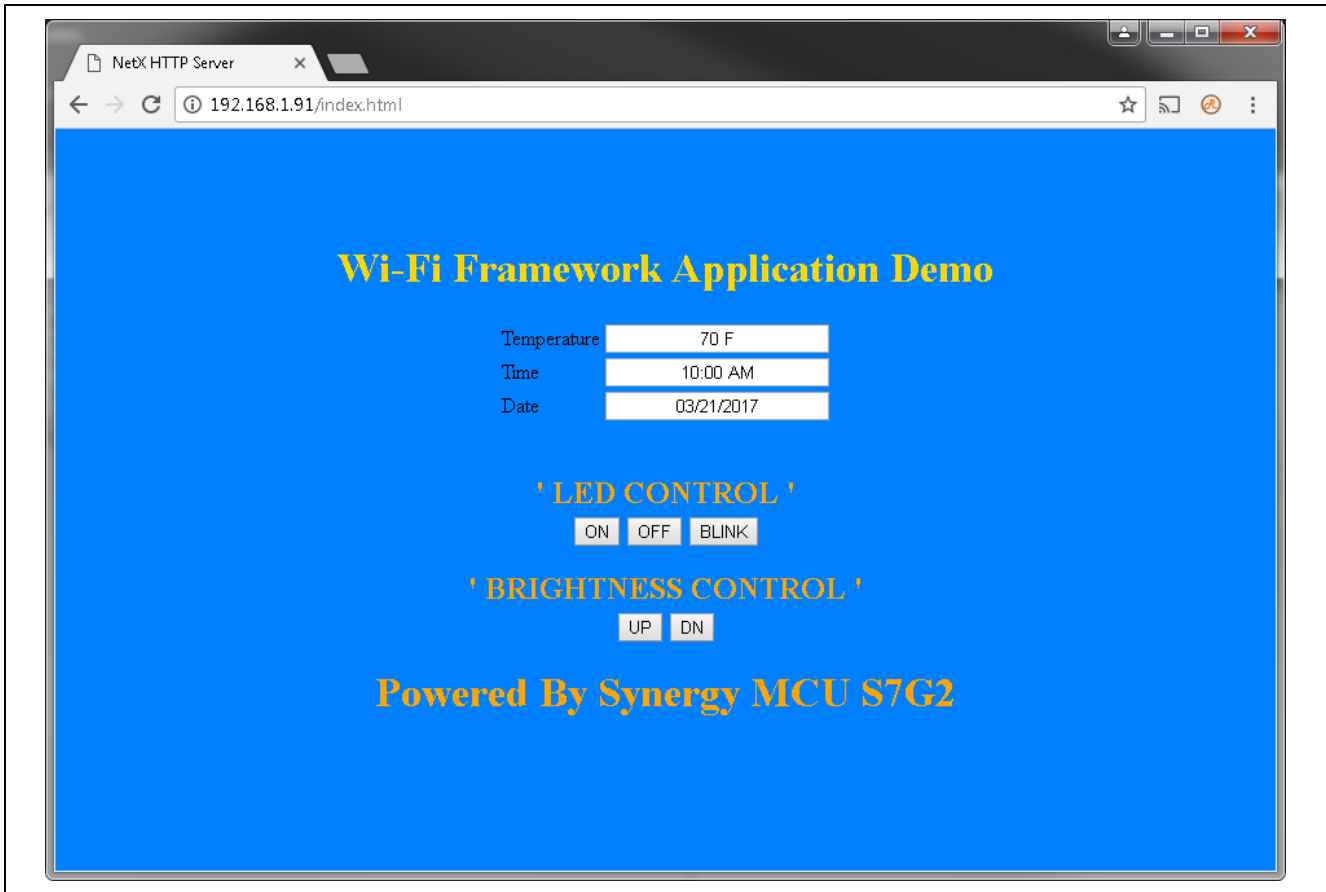 NetX HTTP Server
192.168.1.91/index.html
Wi-Fi Framework Application Demo
Temperature 70 F
Time 10:00 AM
Date 03/21/2017
' LED CONTROL '
ON OFF BLINK
' BRIGHTNESS CONTROL '
UP DN
Powered By Synergy MCU S7G2